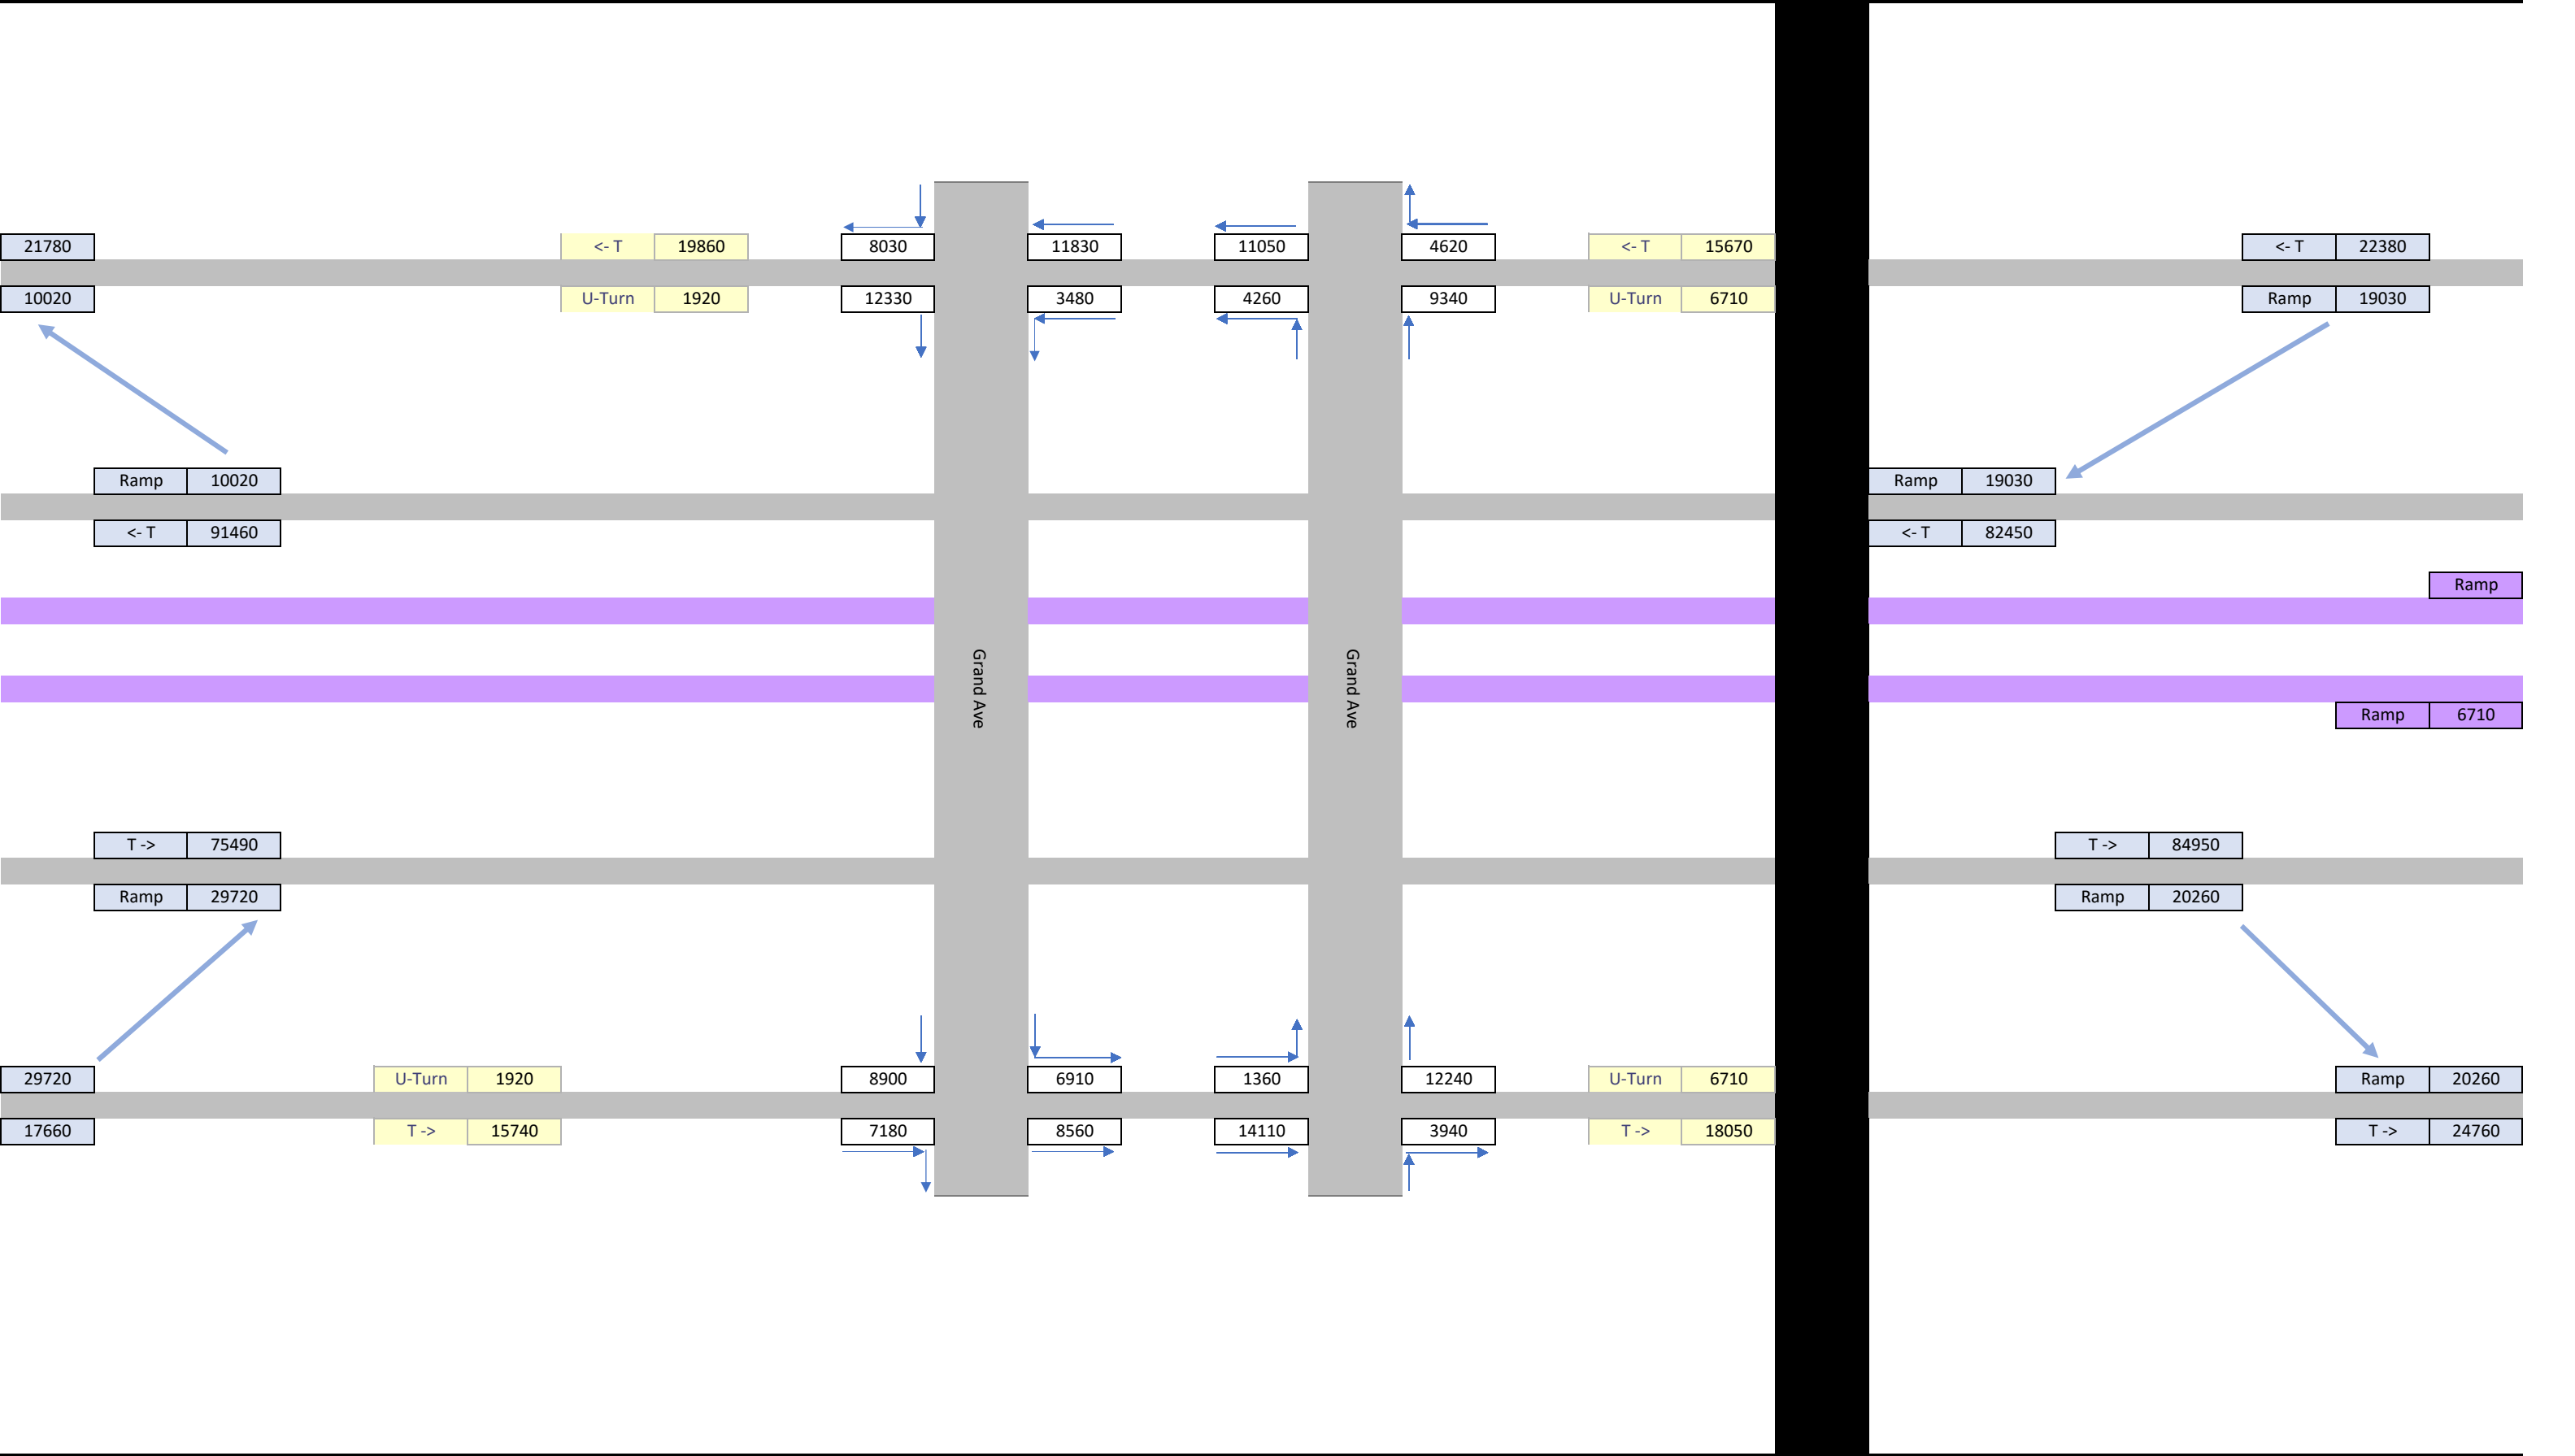 21780 <- T 19860 8030 11830 11050 4620 <- T 15670 <- T 22380
10020 U-Turn 1920 12330 3480 4260 9340 U-Turn 6710 Ramp 19030
Ramp 10020 Ramp 19030
<- T 91460 <- T 82450
Ramp
Grand Ave Grand Ave
Ramp 6710
T -> 75490 T -> 84950
Ramp 29720 Ramp 20260
29720 U-Turn 1920 8900 6910 1360 12240 U-Turn 6710 Ramp 20260
17660 T -> 15740 7180 8560 14110 3940 T -> 18050 T -> 24760